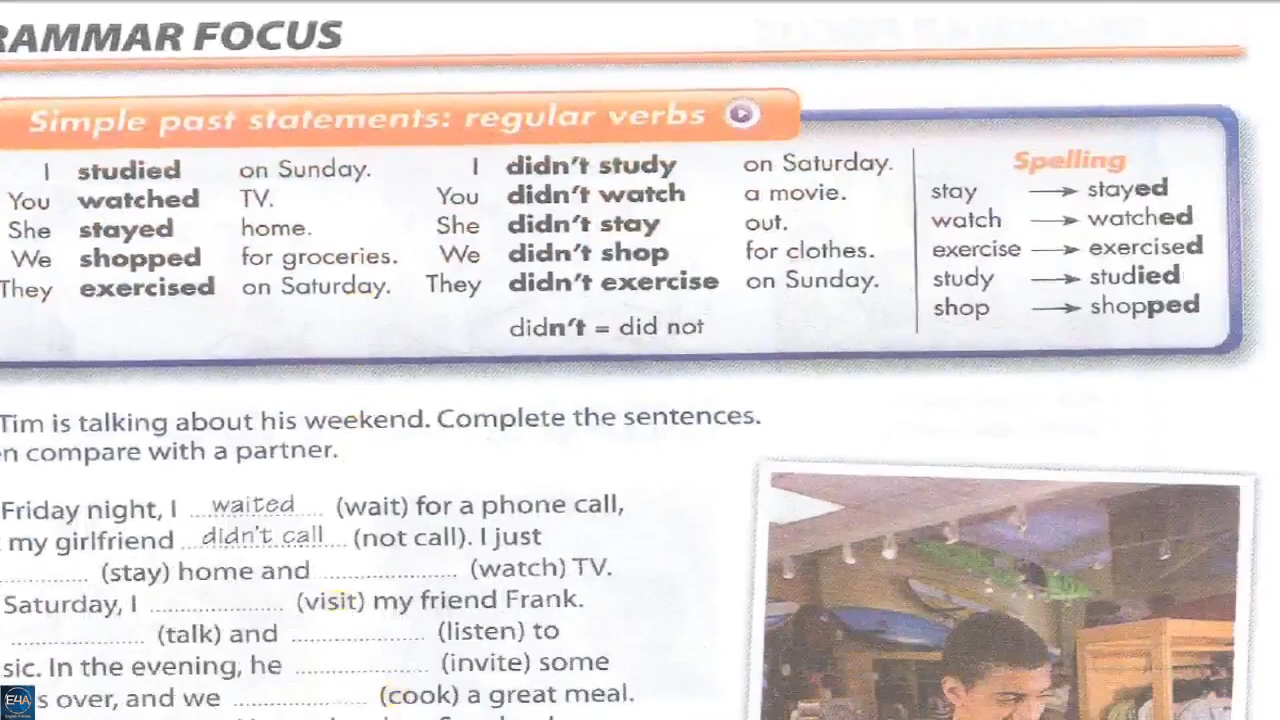 RAMMAR FOCUS
Simple past statements: regular verbs
I studied on Sunday. I didn't study on Saturday.
You watched TV. You didn't watch a movie.
She stayed home. She didn't stay out.
We shopped for groceries. We didn't shop for clothes.
They exercised on Saturday. They didn't exercise on Sunday.
didn't = did not
Spelling
stay → stayed
watch → watched
exercise → exercised
study → studied
shop → shopped
Tim is talking about his weekend. Complete the sentences.
n compare with a partner.
Friday night, I waited (wait) for a phone call,
my girlfriend didn't call (not call). I just
(stay) home and (watch) TV.
Saturday, I (visit) my friend Frank.
(talk) and (listen) to
sic. In the evening, he (invite) some
s over, and we (cook) a great meal.
E4A